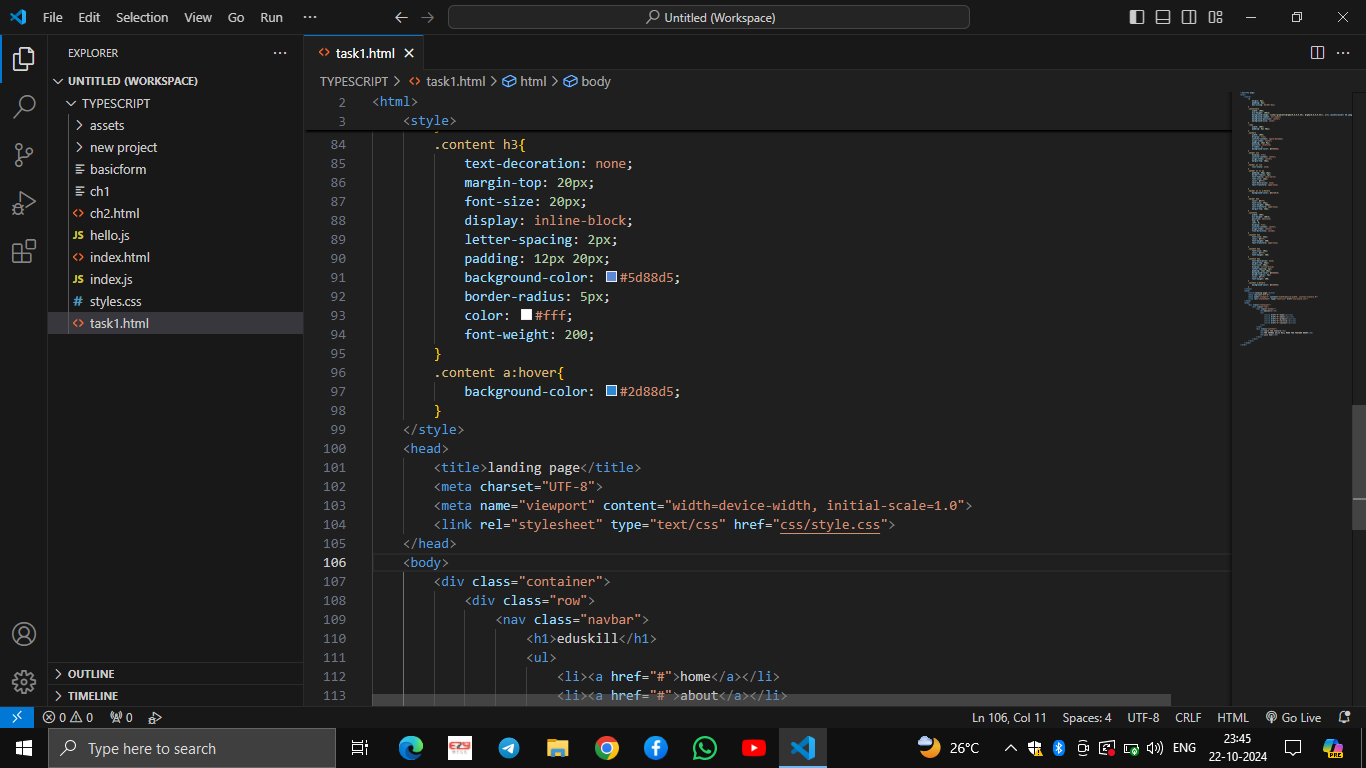 File Edit Selection View Go Run ··· Untitled (Workspace)
EXPLORER ···
UNTITLED (WORKSPACE)
TYPESCRIPT
assets
new project
basicform
ch1
ch2.html
JS hello.js
index.html
JS index.js
# styles.css
task1.html
OUTLINE
TIMELINE
task1.html
TYPESCRIPT > task1.html > html > body
2 <html>
3 <style>
84 .content h3{
85 text-decoration: none;
86 margin-top: 20px;
87 font-size: 20px;
88 display: inline-block;
89 letter-spacing: 2px;
90 padding: 12px 20px;
91 background-color: #5d88d5;
92 border-radius: 5px;
93 color: #fff;
94 font-weight: 200;
95 }
96 .content a:hover{
97 background-color: #2d88d5;
98 }
99 </style>
100 <head>
101 <title>landing page</title>
102 <meta charset="UTF-8">
103 <meta name="viewport" content="width=device-width, initial-scale=1.0">
104 <link rel="stylesheet" type="text/css" href="css/style.css">
105 </head>
106 <body>
107 <div class="container">
108 <div class="row">
109 <nav class="navbar">
110 <h1>eduskill</h1>
111 <ul>
112 <li><a href="#">home</a></li>
113 <li><a href="#">about</a></li>
0 0 0 Ln 106, Col 11 Spaces: 4 UTF-8 CRLF HTML Go Live
Type here to search 26°C ENG 23:45
22-10-2024
PRE